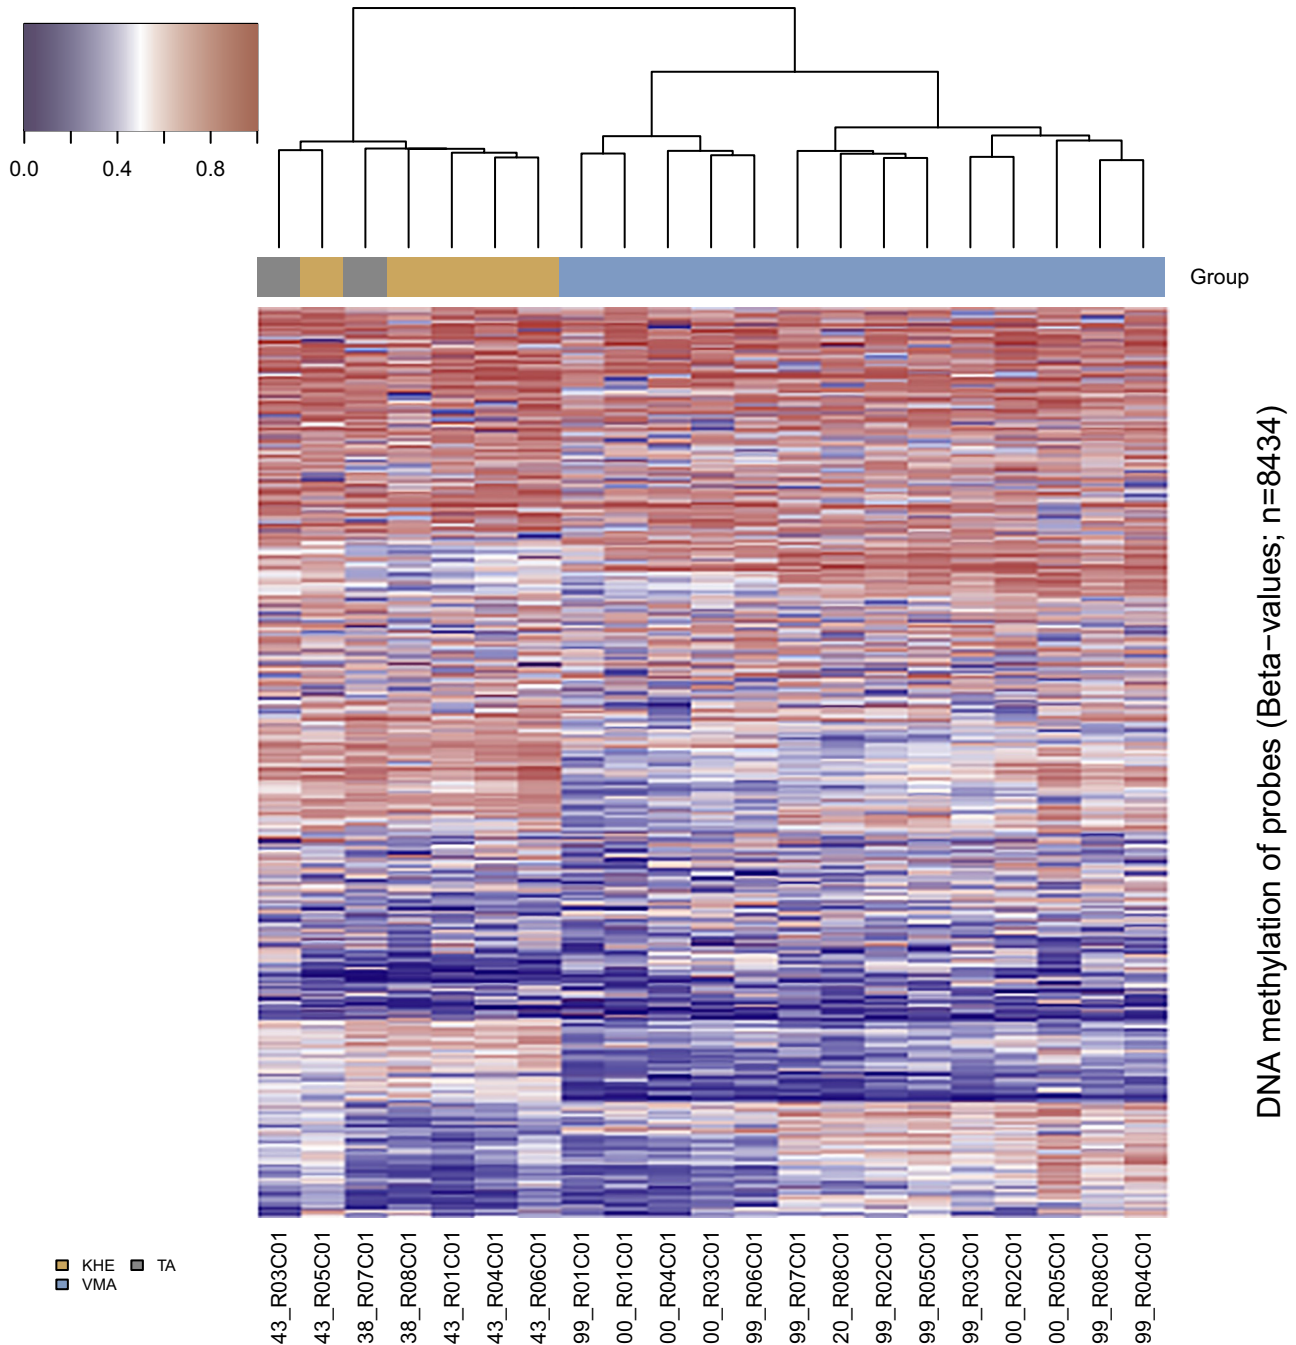 0.0 0.4 0.8
Group
DNA methylation of probes (Beta−values; n=8434)
43_R03C01
43_R05C01
38_R07C01
38_R08C01
43_R01C01
43_R04C01
43_R06C01
99_R01C01
00_R01C01
00_R04C01
00_R03C01
99_R06C01
99_R07C01
20_R08C01
99_R02C01
99_R05C01
99_R03C01
00_R02C01
00_R05C01
99_R08C01
99_R04C01
KHE TA
VMA